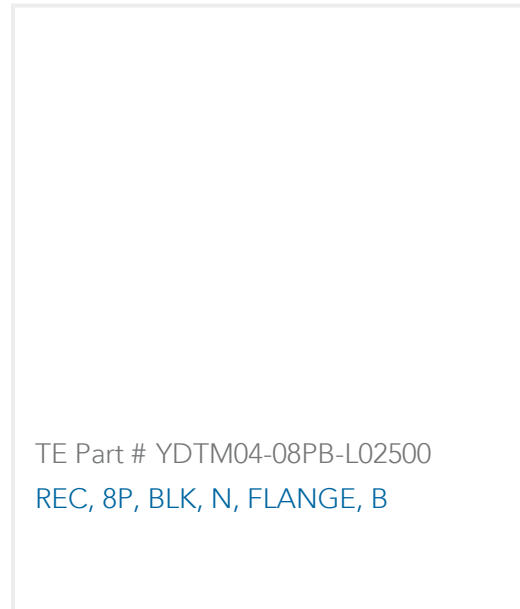 TE Part # YDTM04-08PB-L02500
REC, 8P, BLK, N, FLANGE, B